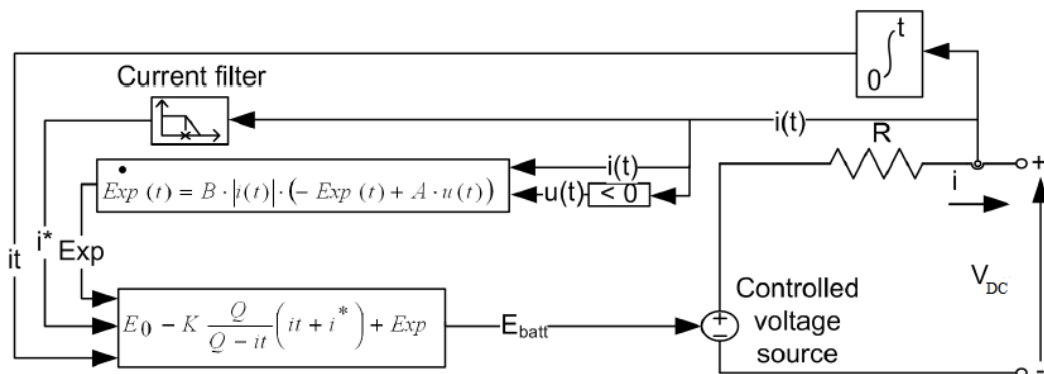 t
∫
0
Current filter
i(t)
R
+
i(t)
Exp (t) = B · |i(t)| · (− Exp (t) + A · u(t))
u(t)
< 0
i
i*
Exp
it
V_DC
Controlled
voltage
source
+
−
E_0 − K Q / (Q − it) (it + i*) + Exp
E_batt
−